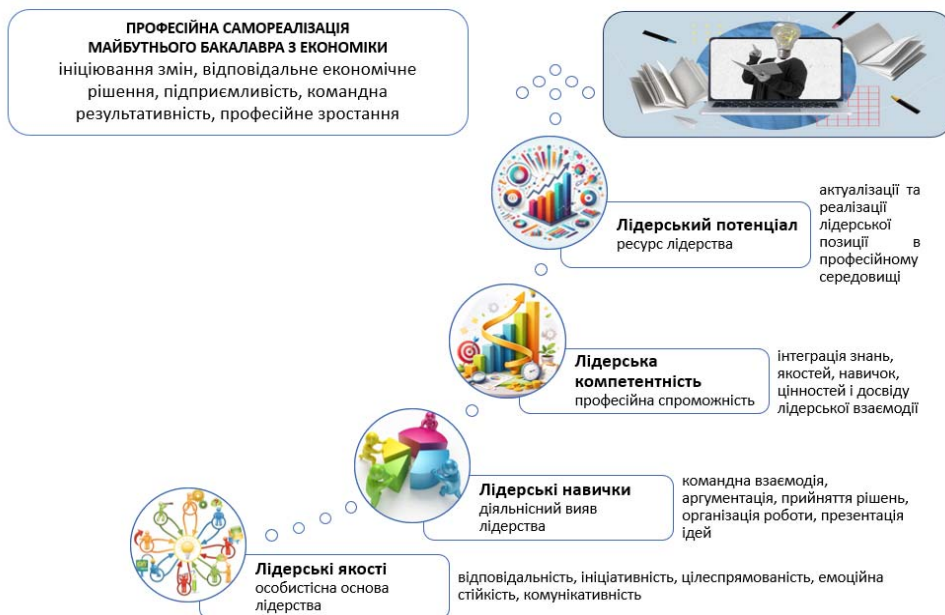 ПРОФЕСІЙНА САМОРЕАЛІЗАЦІЯ
МАЙБУТНЬОГО БАКАЛАВРА З ЕКОНОМІКИ
ініціювання змін, відповідальне економічне
рішення, підприємливість, командна
результативність, професійне зростання
Лідерський потенціал
ресурс лідерства
актуалізації та
реалізації
лідерської
позиції в
професійному
середовищі
Лідерська
компетентність
професійна спроможність
інтеграція знань,
якостей, навичок,
цінностей і досвіду
лідерської взаємодії
Лідерські навички
діяльнісний вияв
лідерства
командна взаємодія,
аргументація, прийняття рішень,
організація роботи, презентація
ідей
Лідерські якості
особистісна основа
лідерства
відповідальність, ініціативність, цілеспрямованість, емоційна
стійкість, комунікативність